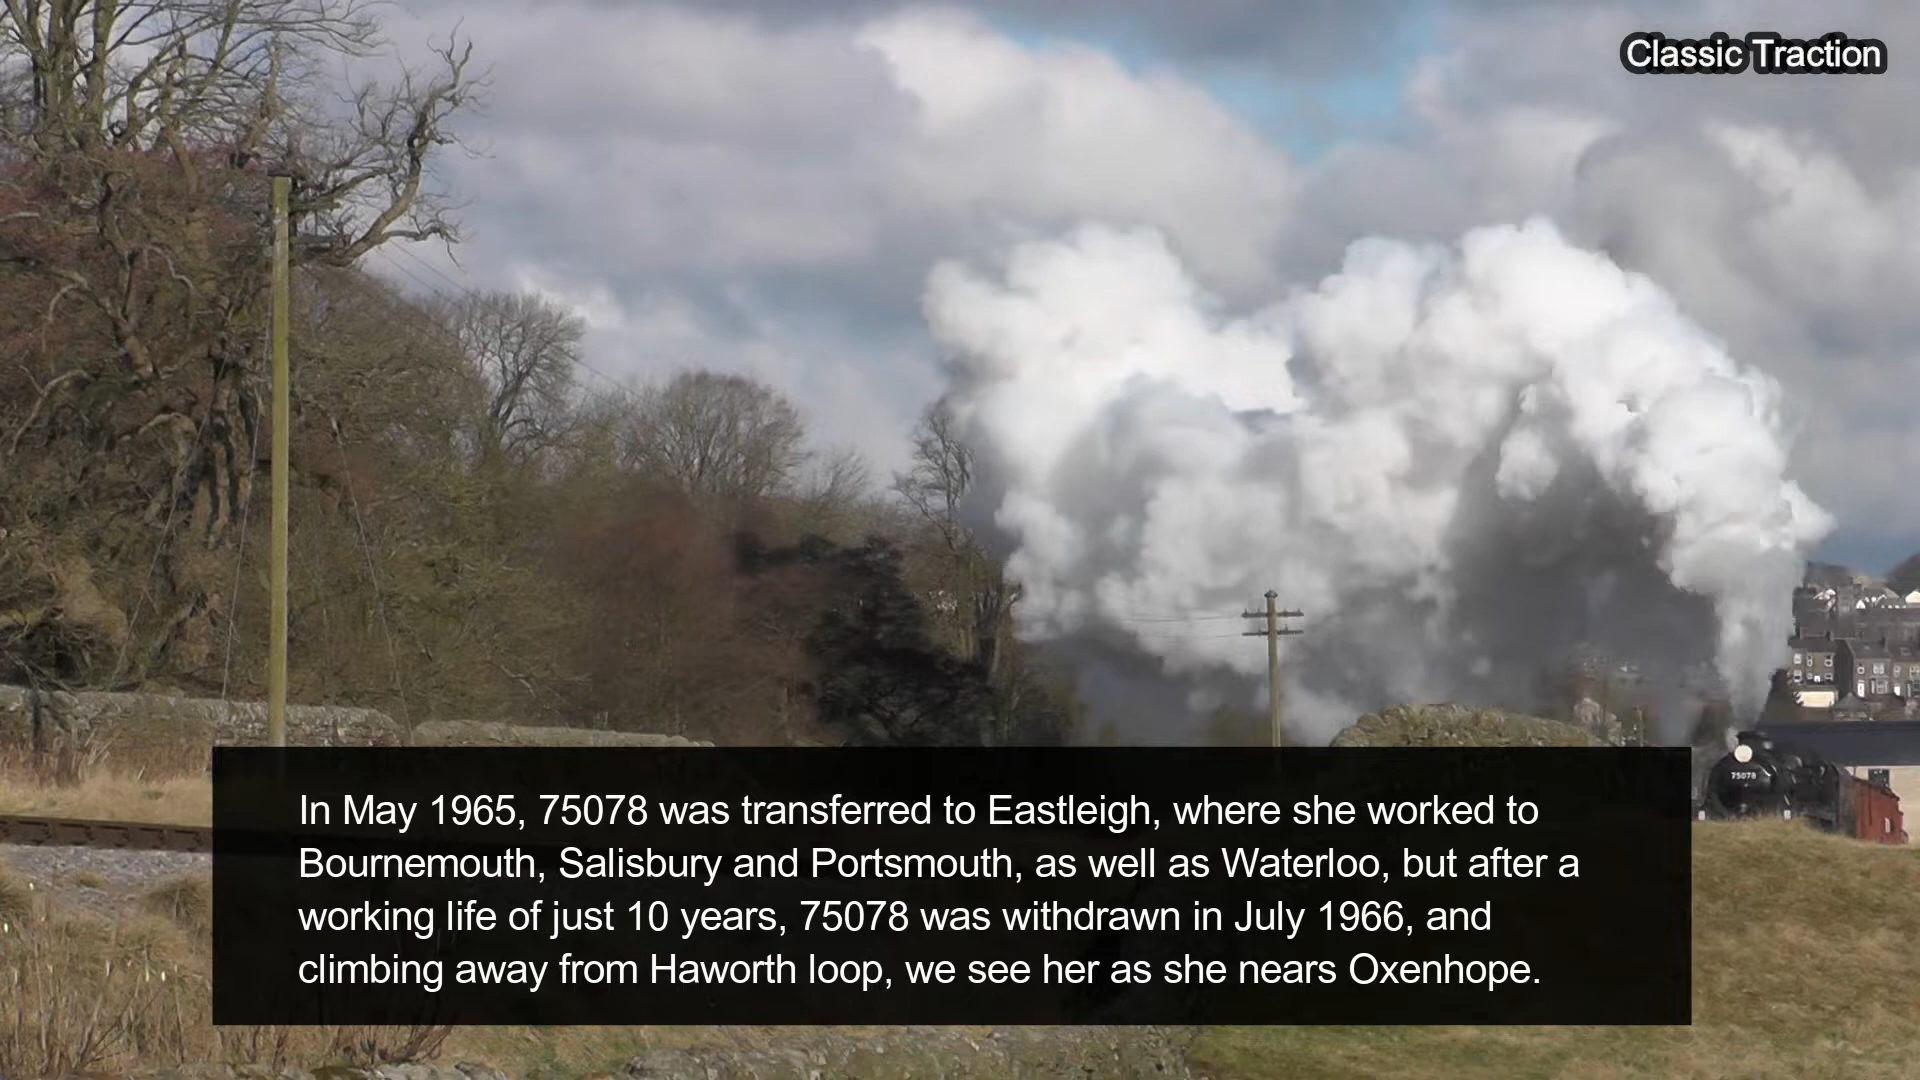 Classic Traction
75078
In May 1965, 75078 was transferred to Eastleigh, where she worked to
Bournemouth, Salisbury and Portsmouth, as well as Waterloo, but after a
working life of just 10 years, 75078 was withdrawn in July 1966, and
climbing away from Haworth loop, we see her as she nears Oxenhope.